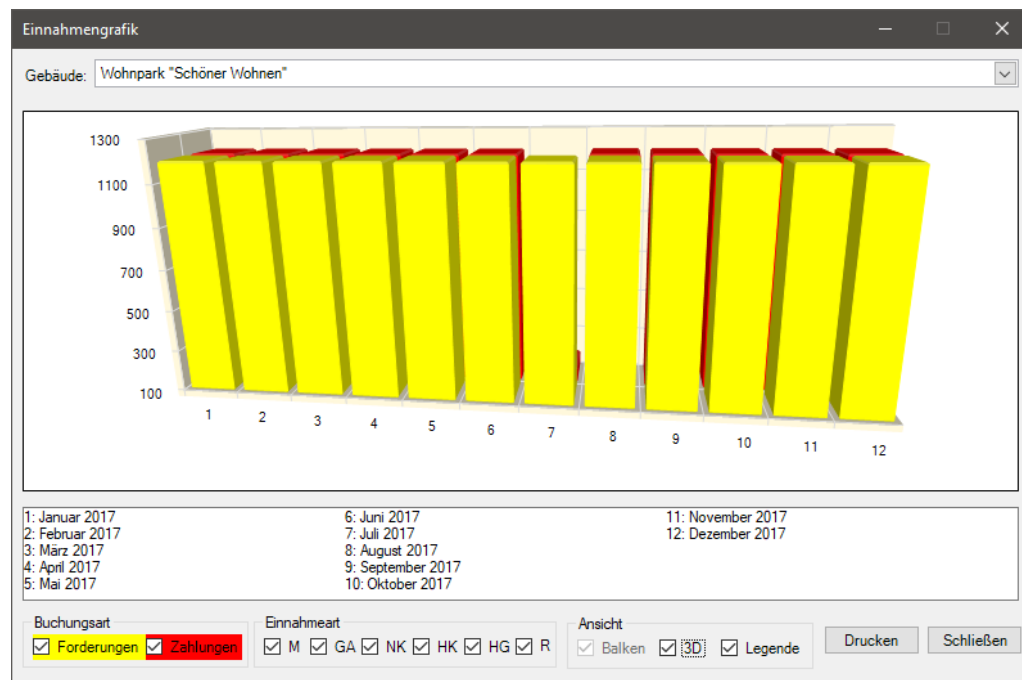 Einnahmengrafik
Gebäude: Wohnpark "Schöner Wohnen"
1300
1100
900
700
500
300
100
1 2 3 4 5 6 7 8 9 10 11 12
1: Januar 2017 6: Juni 2017 11: November 2017
2: Februar 2017 7: Juli 2017 12: Dezember 2017
3: März 2017 8: August 2017
4: April 2017 9: September 2017
5: Mai 2017 10: Oktober 2017
Buchungsart Einnahmeart Ansicht
Forderungen Zahlungen M GA NK HK HG R Balken 3D Legende Drucken Schließen